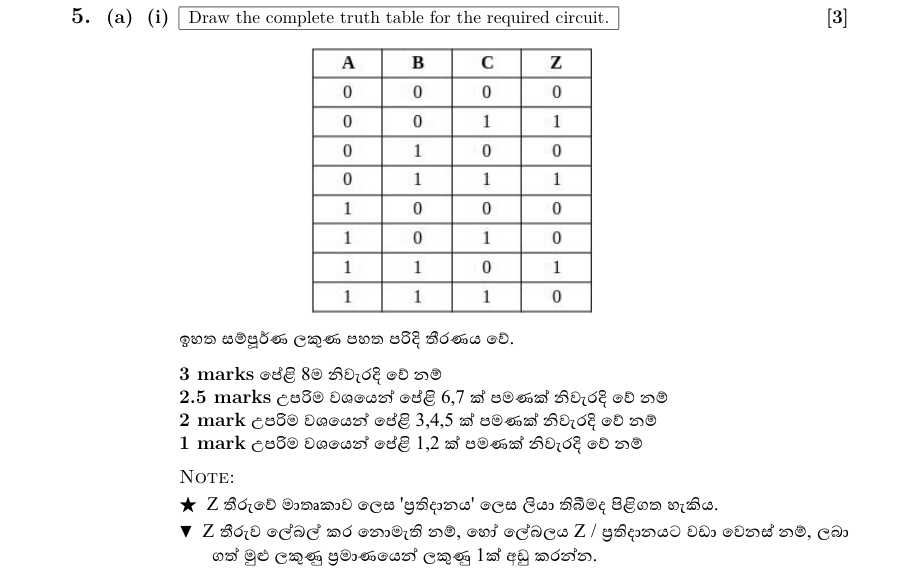 5. (a) (i) Draw the complete truth table for the required circuit. [3]
A B C Z
0 0 0 0
0 0 1 1
0 1 0 0
0 1 1 1
1 0 0 0
1 0 1 0
1 1 0 1
1 1 1 0
ඉහත සම්පූර්ණ ලකුණ පහත පරිදි තීරණය වේ.
3 marks පේළි 8ම නිවැරදි වේ නම්
2.5 marks උපරිම වශයෙන් පේළි 6,7 ක් පමණක් නිවැරදි වේ නම්
2 mark උපරිම වශයෙන් පේළි 3,4,5 ක් පමණක් නිවැරදි වේ නම්
1 mark උපරිම වශයෙන් පේළි 1,2 ක් පමණක් නිවැරදි වේ නම්
NOTE:
★ Z තීරුවේ මාතෘකාව ලෙස 'ප්‍රතිදානය' ලෙස ලියා තිබීමද පිළිගත හැකිය.
▼ Z තීරුව ලේබල් කර නොමැති නම්, හෝ ලේබලය Z / ප්‍රතිදානයට වඩා වෙනස් නම්, ලබා
ගත් මුළු ලකුණු ප්‍රමාණයෙන් ලකුණු 1ක් අඩු කරන්න.